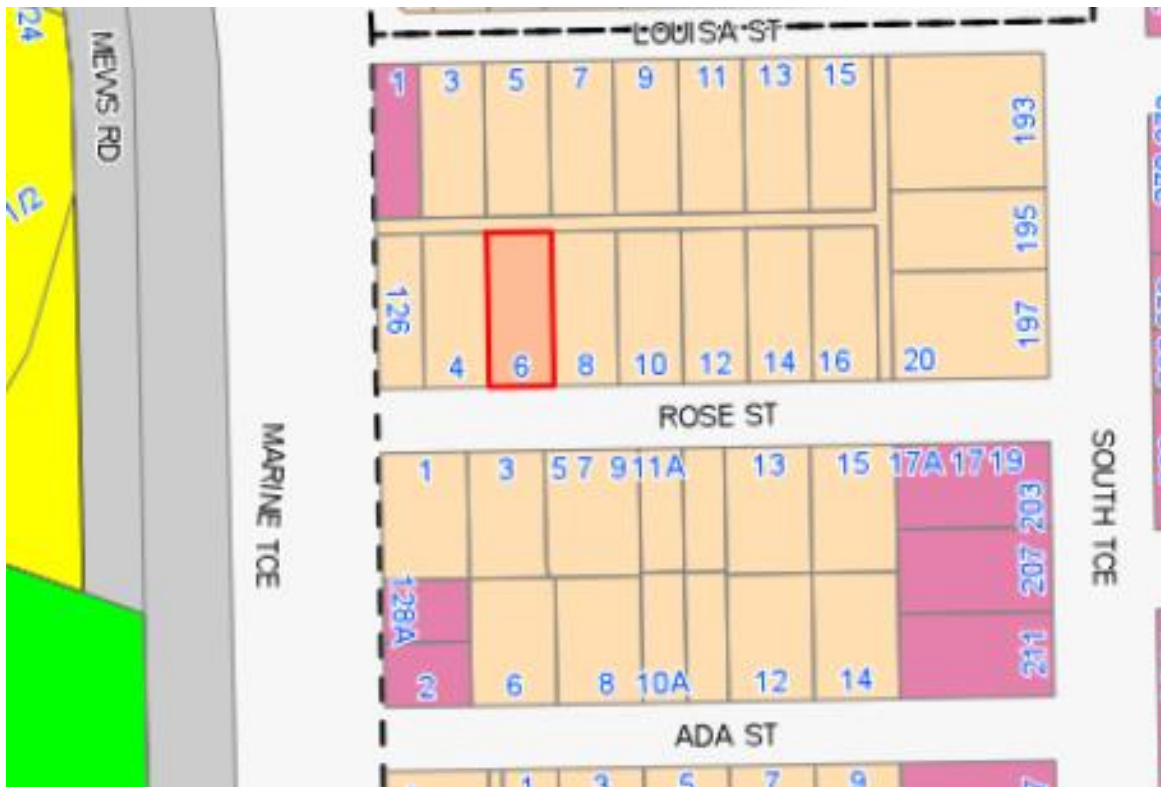 24
MEWS RD
LOUISA ST
1 3 5 7 9 11 13 15
193
195
197
126
4 6 8 10 12 14 16 20
ROSE ST
MARINE TCE
SOUTH TCE
1 3 5 7 9 11A 13 15 17A 17 19
203
207
211
128A
2 6 8 10A 12 14
ADA ST
1 3 5 7 9